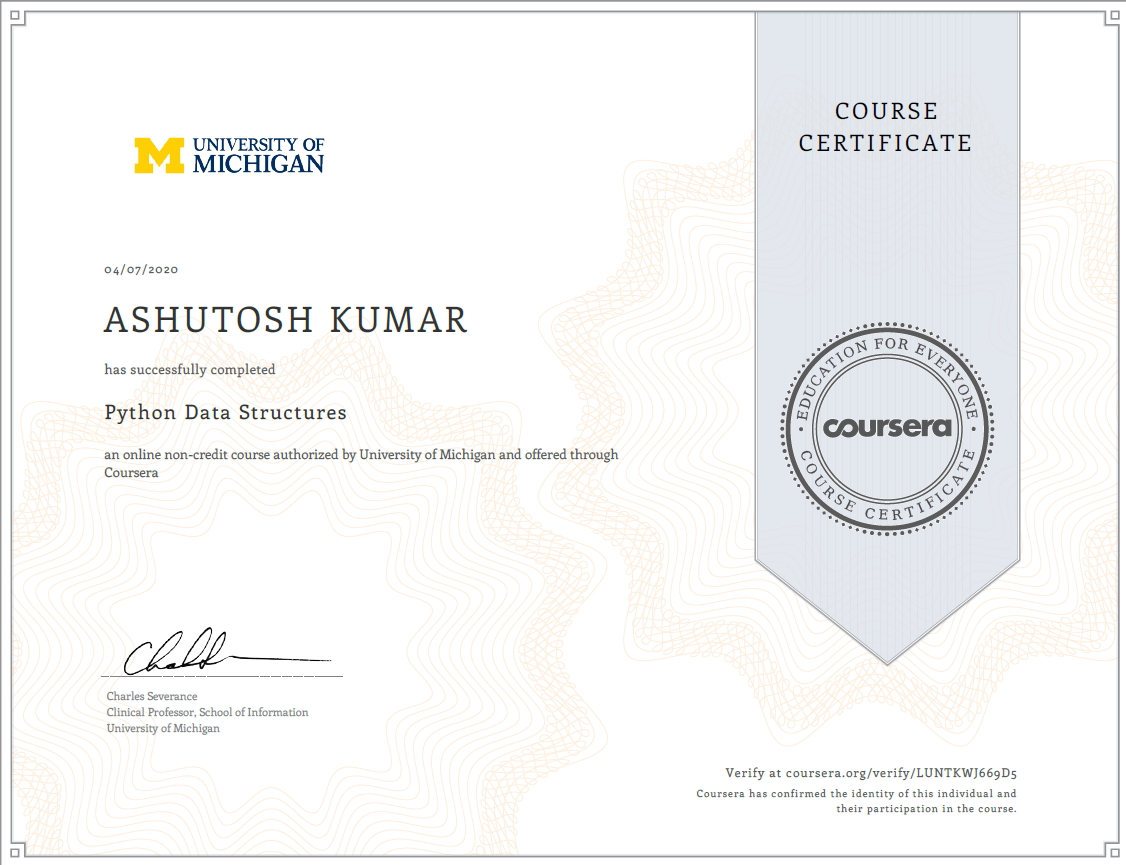 COURSE
CERTIFICATE
UNIVERSITY OF
MICHIGAN
04/07/2020
ASHUTOSH KUMAR
has successfully completed
Python Data Structures
an online non-credit course authorized by University of Michigan and offered through
Coursera
EDUCATION FOR EVERYONE
coursera
COURSE CERTIFICATE
Charles Severance
Clinical Professor, School of Information
University of Michigan
Verify at coursera.org/verify/LUNTKWJ669D5
Coursera has confirmed the identity of this individual and
their participation in the course.